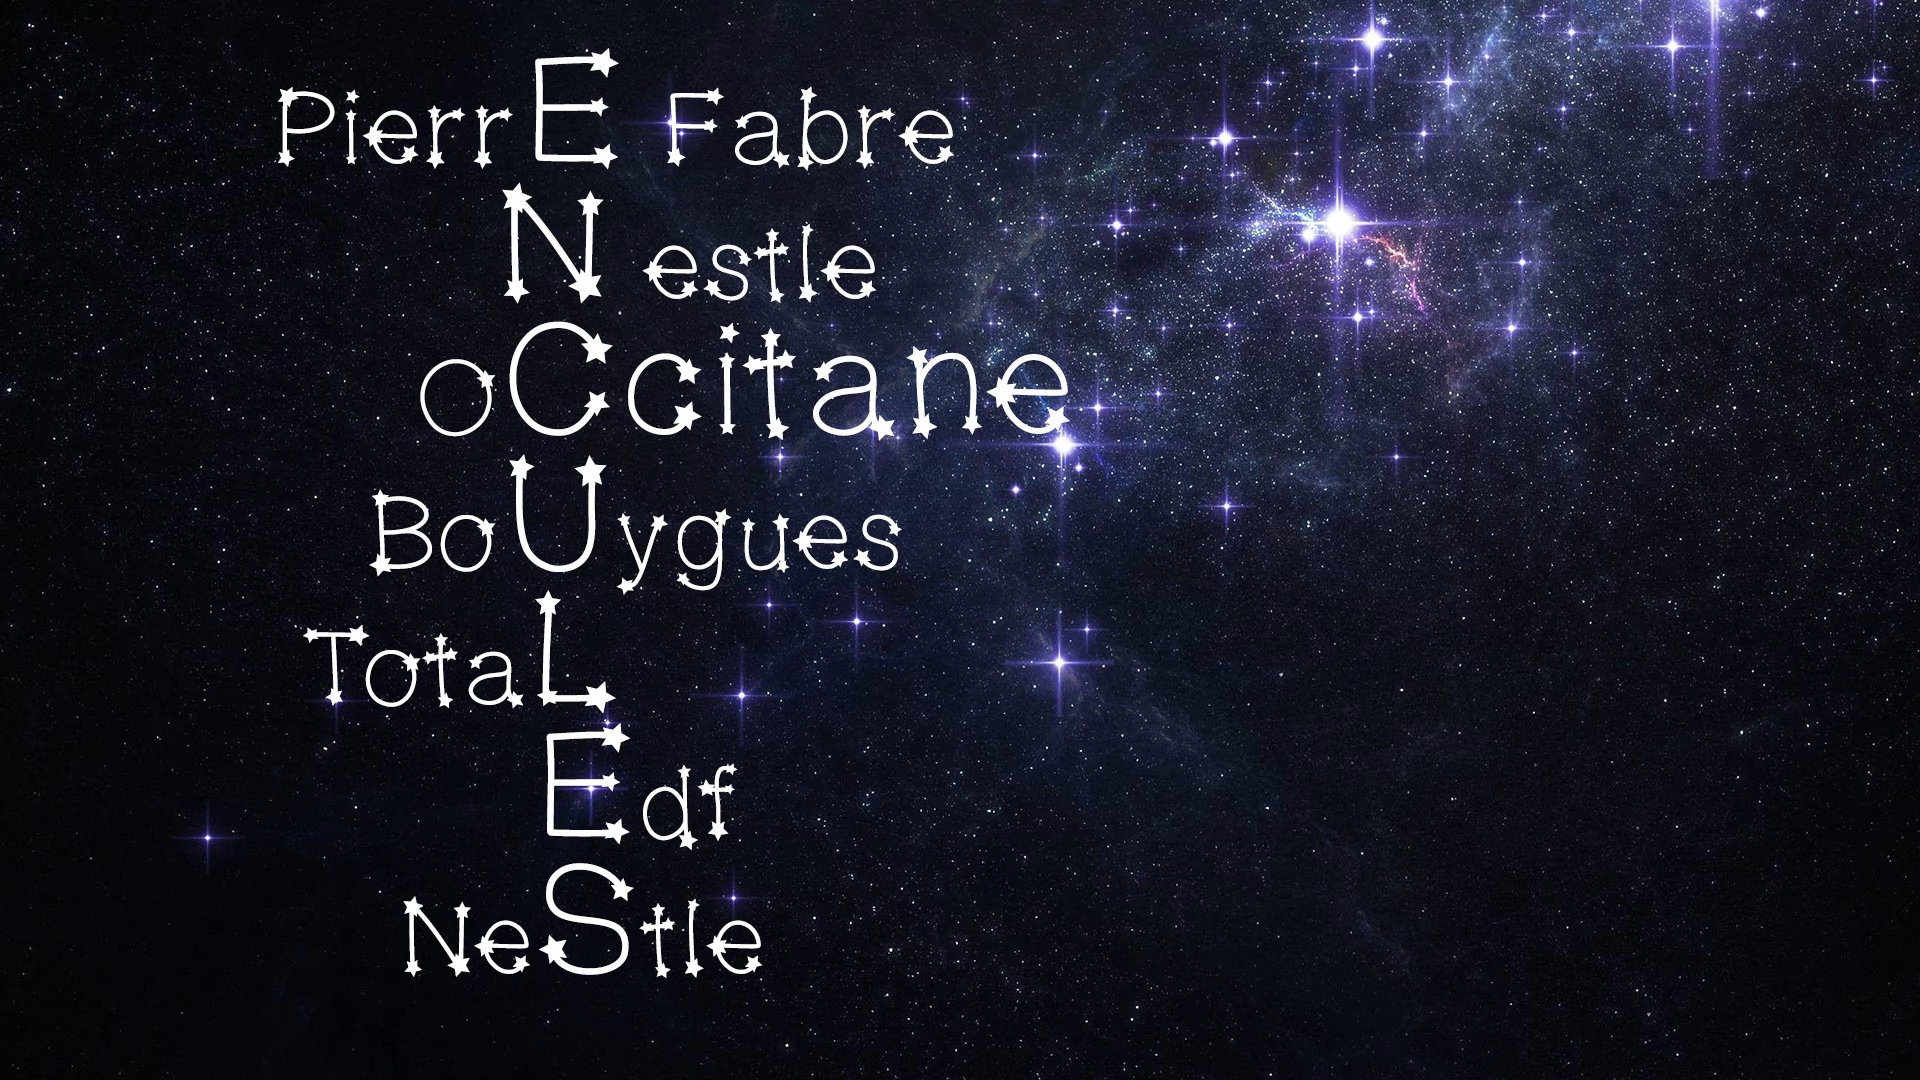 PierrE Fabre
Nestle
oCcitane
BoUygues
TotaL
Edf
NeStle